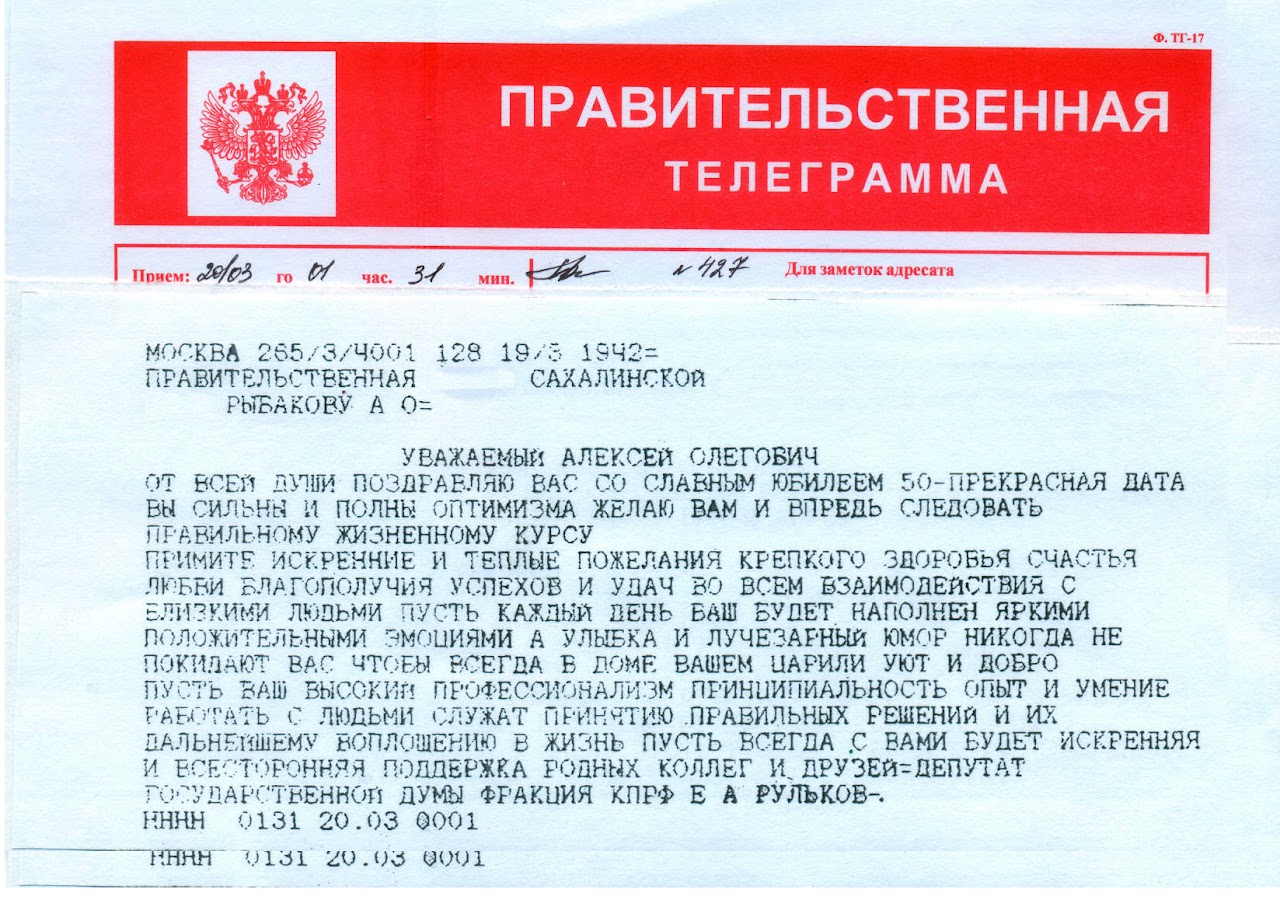 Ф. ТГ-17
ПРАВИТЕЛЬСТВЕННАЯ
ТЕЛЕГРАММА
Прием: 20/03 го 01 час. 31 мин. №427 Для заметок адресата
МОСКВА 265/3/4001 128 19/3 1942=
ПРАВИТЕЛЬСТВЕННАЯ САХАЛИНСКОЙ
РЫБАКОВУ А О=
УВАЖАЕМЫЙ АЛЕКСЕЙ ОЛЕГОВИЧ
ОТ ВСЕЙ ДУШИ ПОЗДРАВЛЯЮ ВАС СО СЛАВНЫМ ЮБИЛЕЕМ 50-ПРЕКРАСНАЯ ДАТА
ВЫ СИЛЬНЫ И ПОЛНЫ ОПТИМИЗМА ЖЕЛАЮ ВАМ И ВПРЕДЬ СЛЕДОВАТЬ
ПРАВИЛЬНОМУ ЖИЗНЕННОМУ КУРСУ
ПРИМИТЕ ИСКРЕННИЕ И ТЕПЛЫЕ ПОЖЕЛАНИЯ КРЕПКОГО ЗДОРОВЬЯ СЧАСТЬЯ
ЛЮБВИ БЛАГОПОЛУЧИЯ УСПЕХОВ И УДАЧ ВО ВСЕМ ВЗАИМОДЕЙСТВИЯ С
БЛИЗКИМИ ЛЮДЬМИ ПУСТЬ КАЖДЫЙ ДЕНЬ ВАШ БУДЕТ НАПОЛНЕН ЯРКИМИ
ПОЛОЖИТЕЛЬНЫМИ ЭМОЦИЯМИ А УЛЫБКА И ЛУЧЕЗАРНЫЙ ЮМОР НИКОГДА НЕ
ПОКИДАЮТ ВАС ЧТОБЫ ВСЕГДА В ДОМЕ ВАШЕМ ЦАРИЛИ УЮТ И ДОБРО
ПУСТЬ ВАШ ВЫСОКИЙ ПРОФЕССИОНАЛИЗМ ПРИНЦИПИАЛЬНОСТЬ ОПЫТ И УМЕНИЕ
РАБОТАТЬ С ЛЮДЬМИ СЛУЖАТ ПРИНЯТИЮ ПРАВИЛЬНЫХ РЕШЕНИЙ И ИХ
ДАЛЬНЕЙШЕМУ ВОПЛОЩЕНИЮ В ЖИЗНЬ ПУСТЬ ВСЕГДА С ВАМИ БУДЕТ ИСКРЕННЯЯ
И ВСЕСТОРОННЯЯ ПОДДЕРЖКА РОДНЫХ КОЛЛЕГ И ДРУЗЕЙ=ДЕПУТАТ
ГОСУДАРСТВЕННОЙ ДУМЫ ФРАКЦИЯ КПРФ Е А РУЛЬКОВ-
НННН 0131 20.03 0001
НННН 0131 20.03 0001